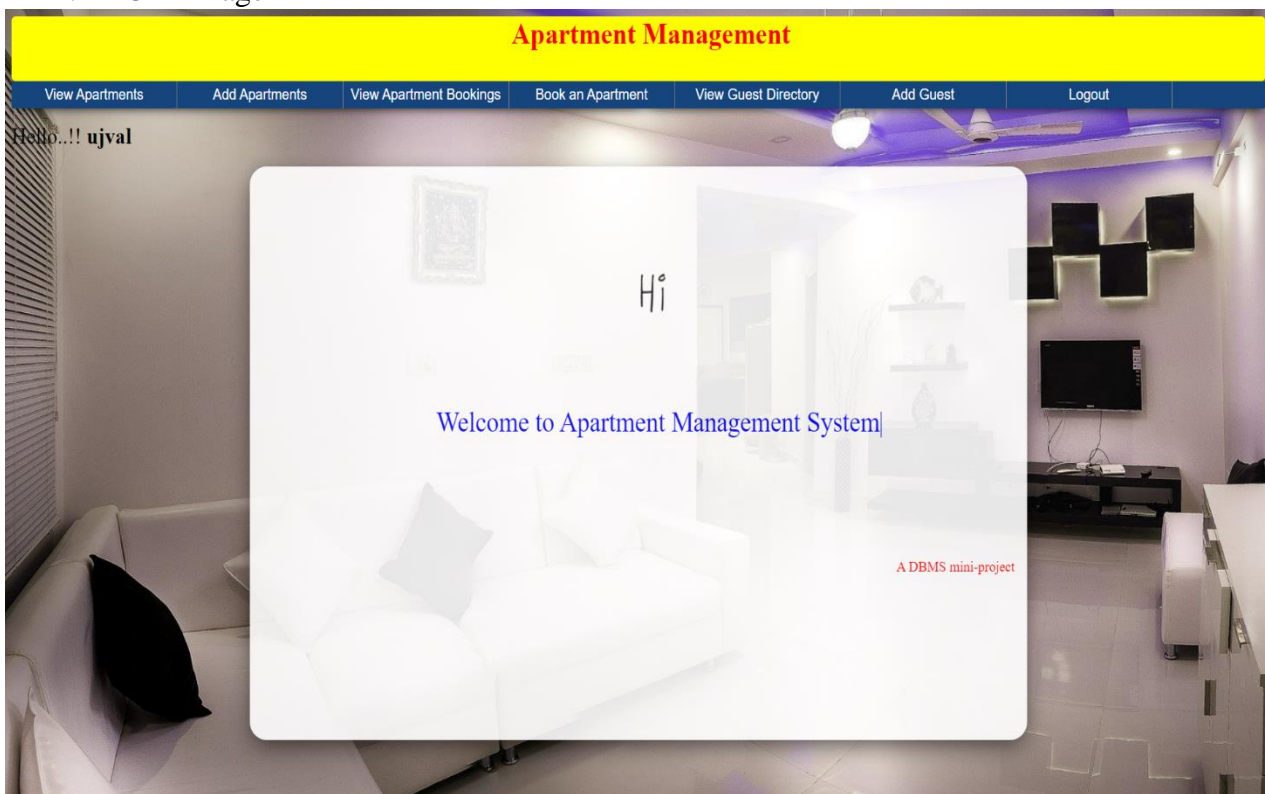 Apartment Management
View Apartments Add Apartments View Apartment Bookings Book an Apartment View Guest Directory Add Guest Logout
Hello..!! ujval
Hi
Welcome to Apartment Management System
A DBMS mini-project